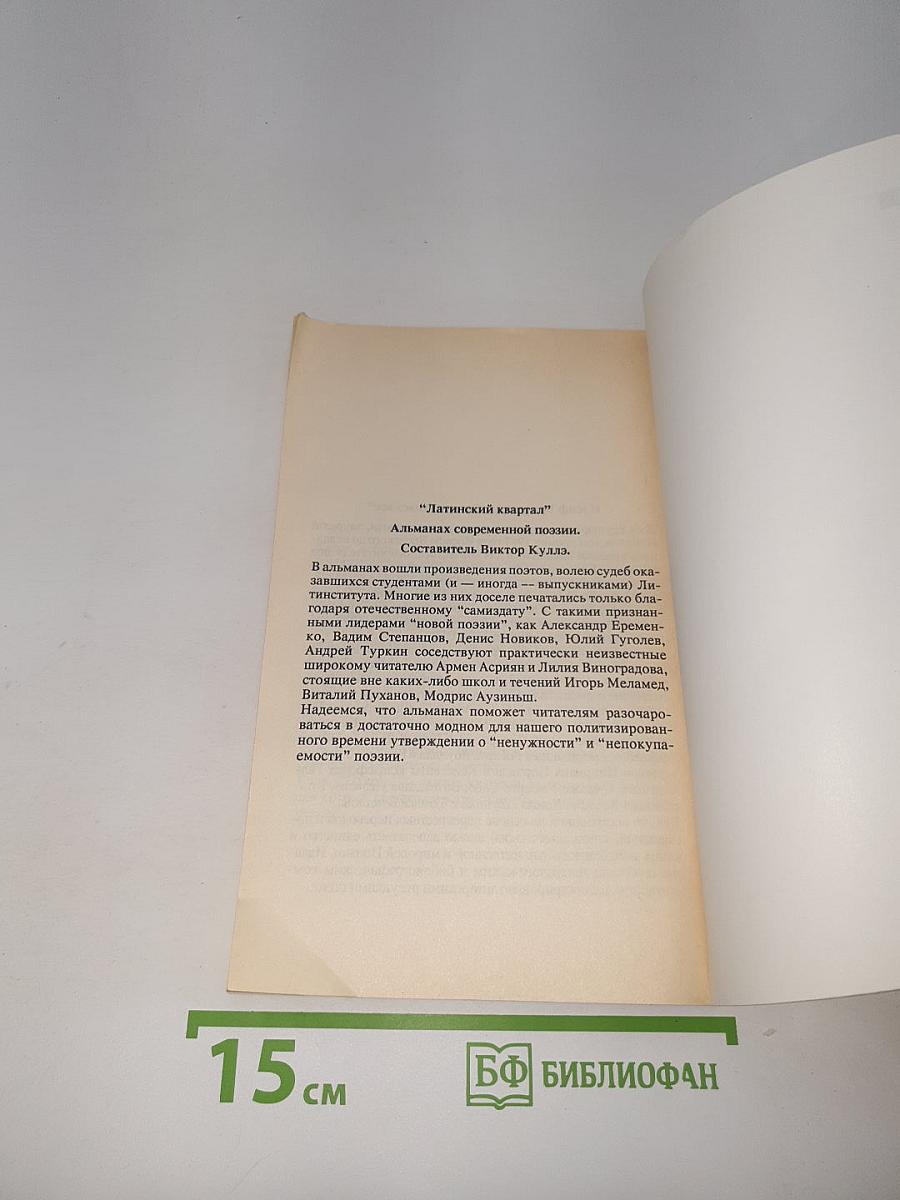 “Латинский квартал”
Альманах современной поэзии.
Составитель Виктор Куллэ.
В альманах вошли произведения поэтов, волею судеб ока-
завшихся студентами (и — иногда -- выпускниками) Ли-
тинститута. Многие из них доселе печатались только бла-
годаря отечественному “самиздату”. С такими признан-
ными лидерами “новой поэзии”, как Александр Еремен-
ко, Вадим Степанцов, Денис Новиков, Юлий Гуголев,
Андрей Туркин соседствуют практически неизвестные
широкому читателю Армен Асриян и Лилия Виноградова,
стоящие вне каких-либо школ и течений Игорь Меламед,
Виталий Пуханов, Модрис Аузиньш.
Надеемся, что альманах поможет читателям разочаро-
ваться в достаточно модном для нашего политизирован-
ного времени утверждении о “ненужности” и “непокупа-
емости” поэзии.
15 см
БФ БИБЛИОФАН